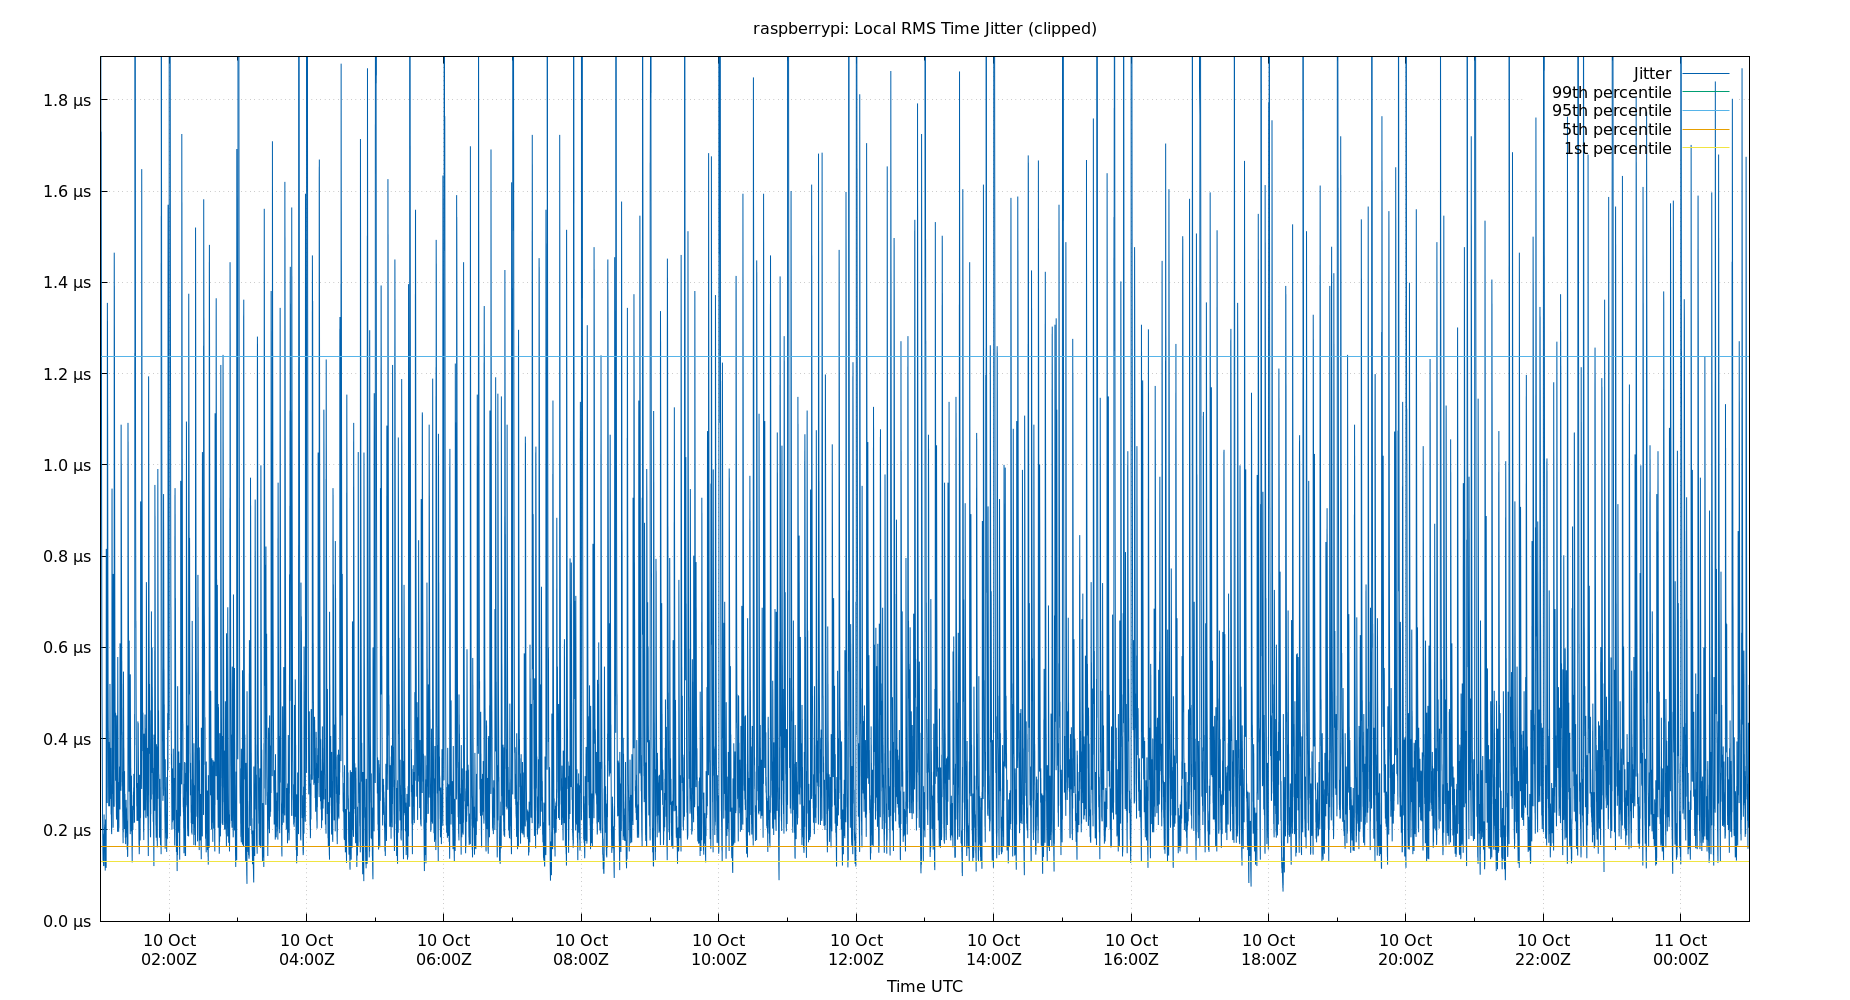 raspberrypi: Local RMS Time Jitter (clipped)
Jitter
99th percentile
95th percentile
5th percentile
1st percentile
1.8 µs
1.6 µs
1.4 µs
1.2 µs
1.0 µs
0.8 µs
0.6 µs
0.4 µs
0.2 µs
0.0 µs
10 Oct 10 Oct 10 Oct 10 Oct 10 Oct 10 Oct 10 Oct 10 Oct 10 Oct 10 Oct 10 Oct 11 Oct
02:00Z 04:00Z 06:00Z 08:00Z 10:00Z 12:00Z 14:00Z 16:00Z 18:00Z 20:00Z 22:00Z 00:00Z
Time UTC